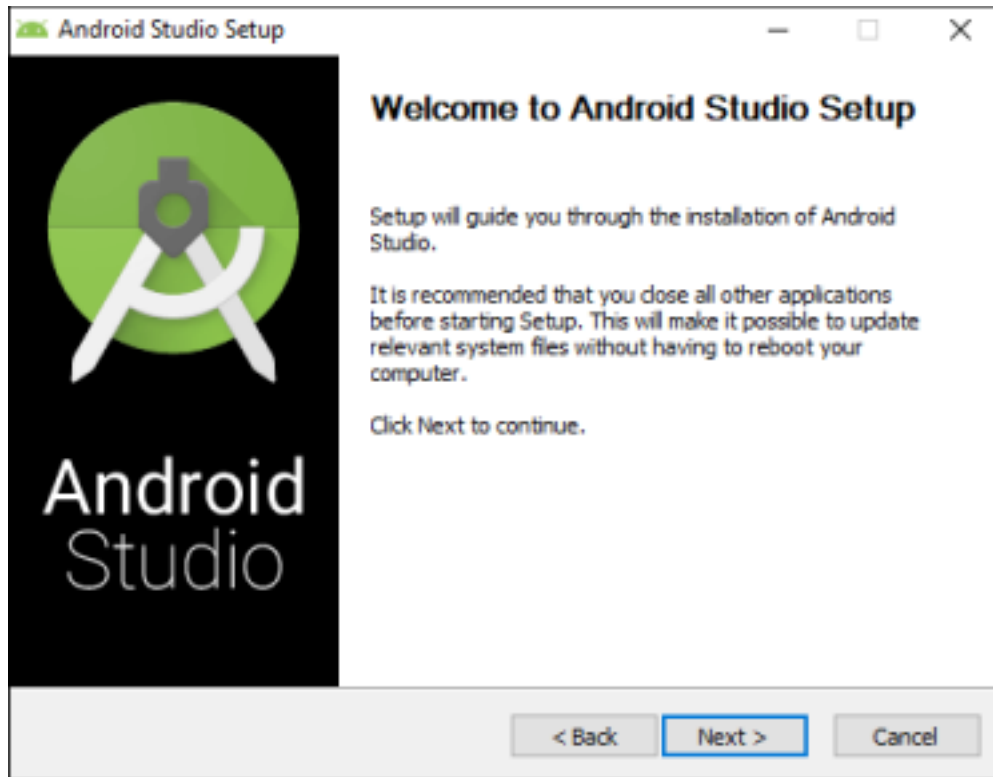 Android Studio Setup
Welcome to Android Studio Setup
Setup will guide you through the installation of Android
Studio.
It is recommended that you close all other applications
before starting Setup. This will make it possible to update
relevant system files without having to reboot your
computer.
Click Next to continue.
Android
Studio
< Back Next > Cancel